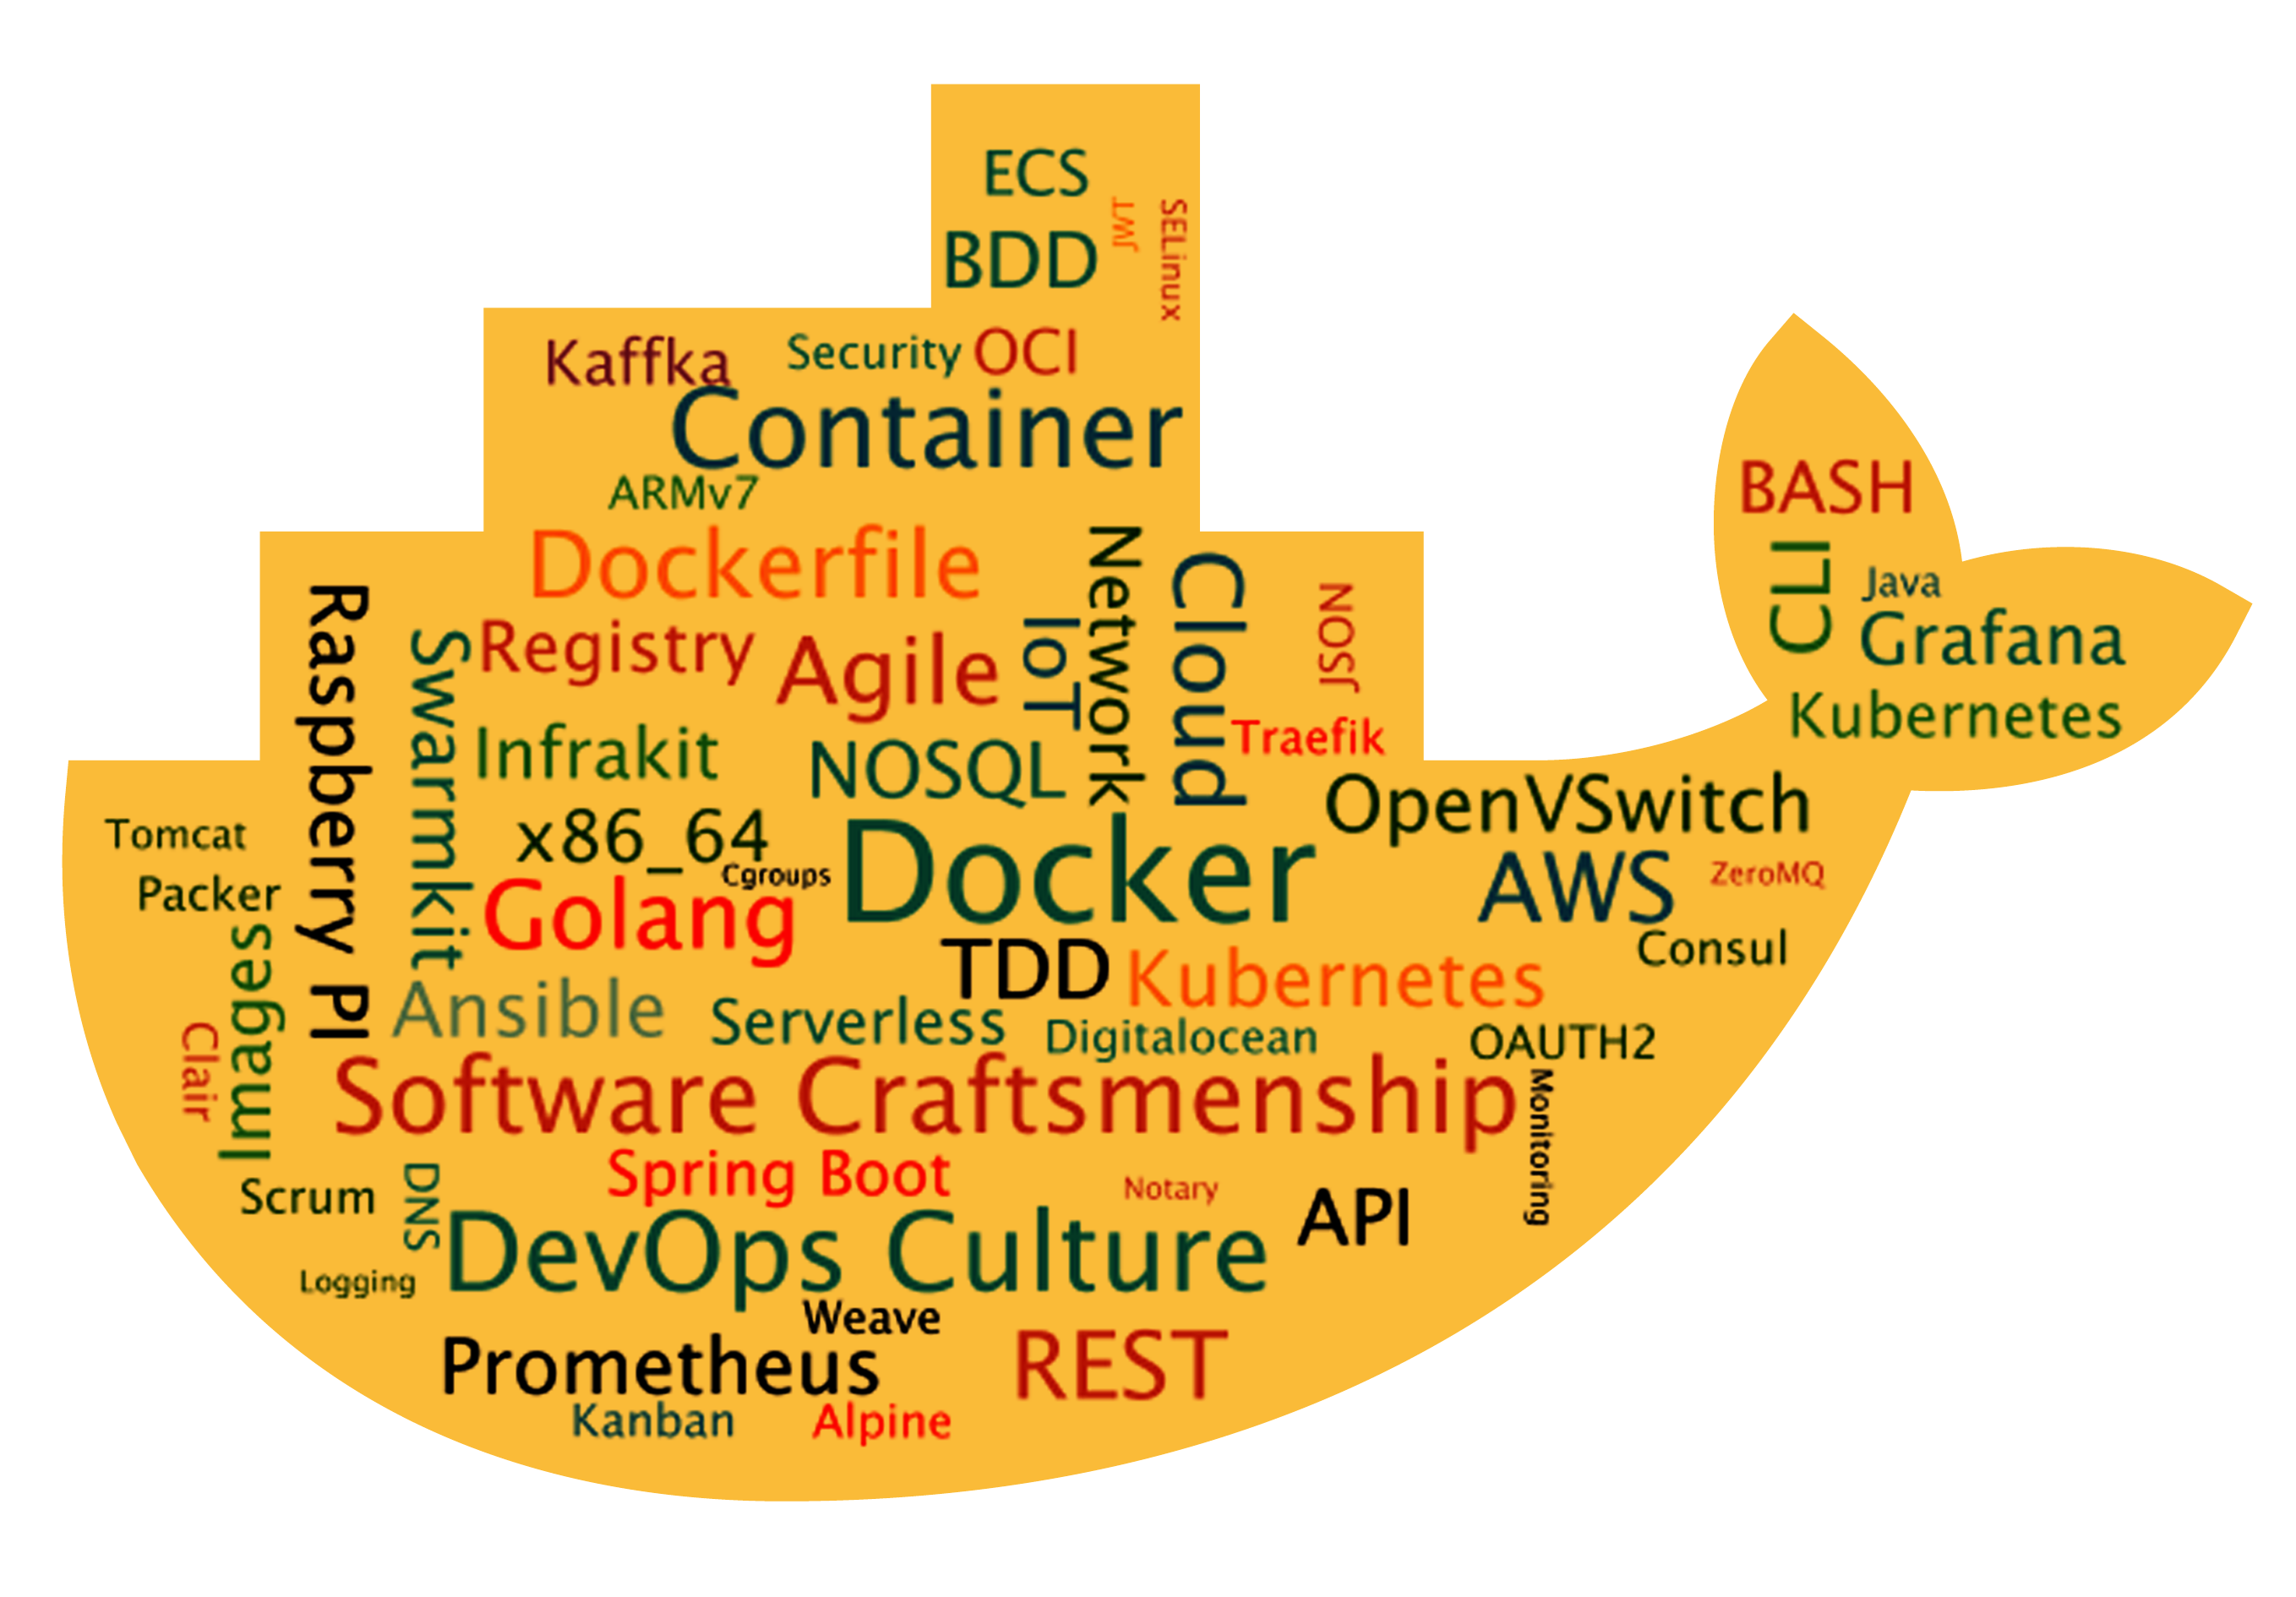 ECS
JWT
SELinux
BDD
Kaffka
Security
OCI
Container
ARMv7
BASH
Dockerfile
Network
Cloud
CLI
Java
JSON
Raspberry PI
Swarmkit
Registry
Agile
IoT
Grafana
Kubernetes
Infrakit
NOSQL
Traefik
OpenVSwitch
Tomcat
x86_64
Cgroups
Docker
AWS
ZeroMQ
Packer
Golang
Images
TDD
Kubernetes
Consul
Ansible
Serverless
Digitalocean
OAUTH2
Clair
Software Craftsmenship
Monitoring
Scrum
DNS
Spring Boot
Notary
API
DevOps Culture
Logging
Weave
Prometheus
REST
Kanban
Alpine